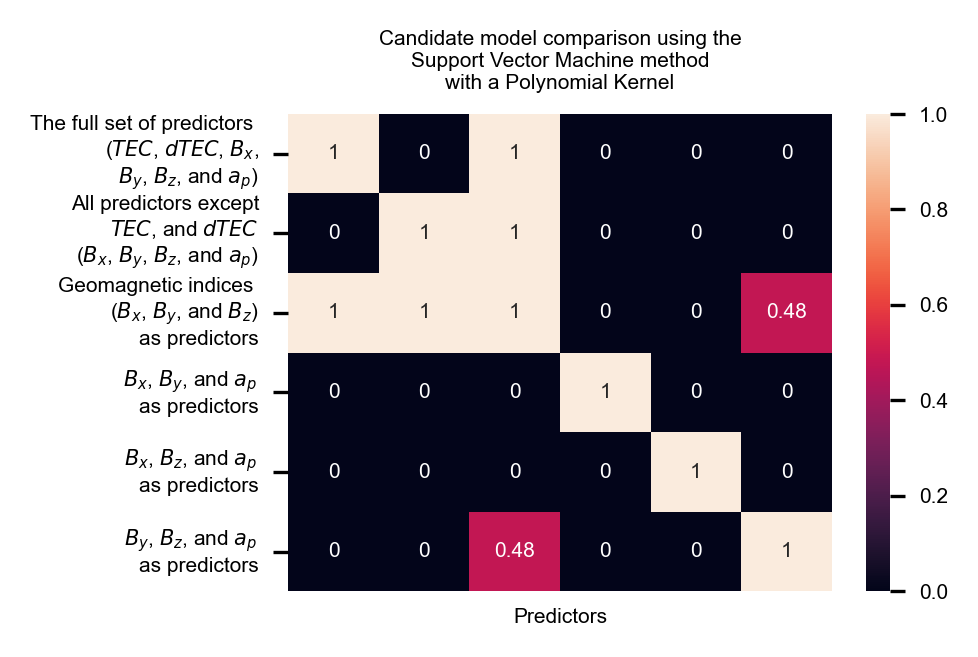 Candidate model comparison using the
Support Vector Machine method
with a Polynomial Kernel
The full set of predictors
(TEC, dTEC, Bx,
By, Bz, and ap)
1 0 1 0 0 0
All predictors except
TEC, and dTEC
(Bx, By, Bz, and ap)
0 1 1 0 0 0
Geomagnetic indices
(Bx, By, and Bz)
as predictors
1 1 1 0 0 0.48
Bx, By, and ap
as predictors
0 0 0 1 0 0
Bx, Bz, and ap
as predictors
0 0 0 0 1 0
By, Bz, and ap
as predictors
0 0 0.48 0 0 1
Predictors
1.0
0.8
0.6
0.4
0.2
0.0